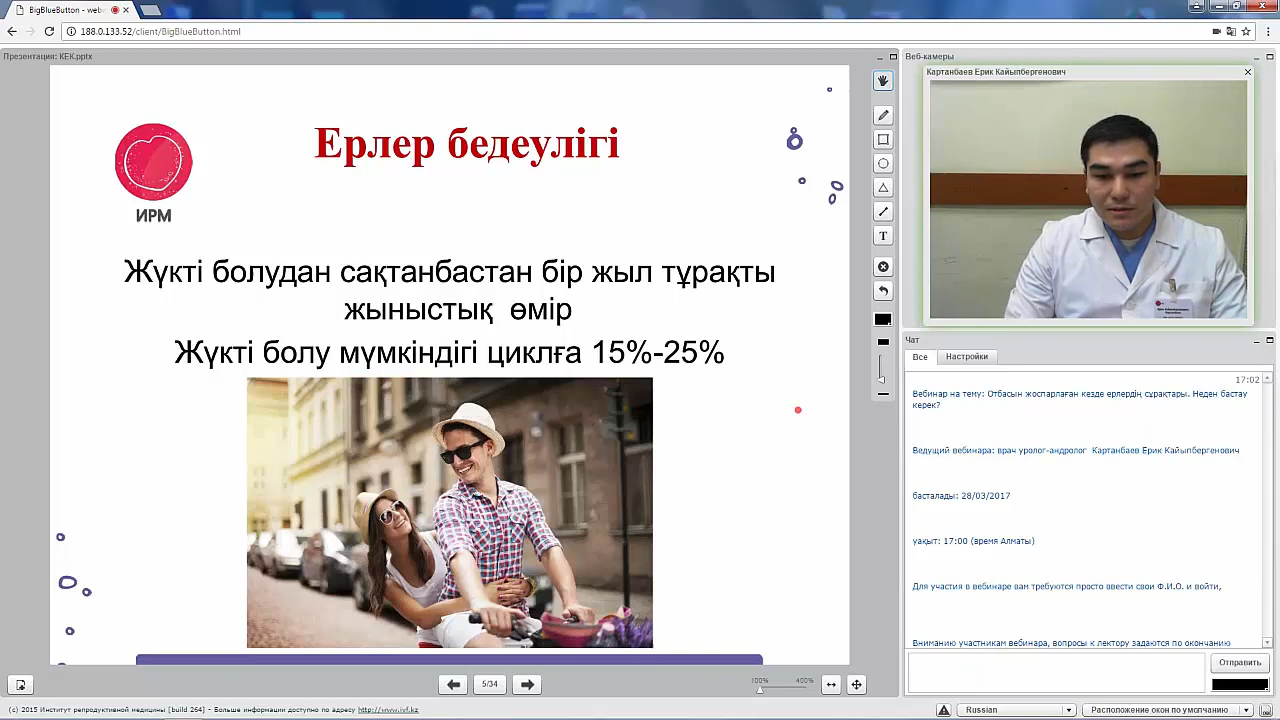 BigBlueButton - webи
188.0.133.52/client/BigBlueButton.html
Презентация: КЕК.pptx
ИРМ
Ерлер бедеулігі
Жүкті болудан сақтанбастан бір жыл тұрақты
жыныстық өмір
Жүкті болу мүмкіндігі циклға 15%-25%
T
5/34
100%
400%
Веб-камеры
Картанбаев Ерик Кайыпбергенович
Чат
Все
Настройки
17:02
Вебинар на тему: Отбасын жоспарлаған кезде ерлердің сұрақтары. Неден бастау
керек?
Ведущий вебинара: врач уролог-андролог Картанбаев Ерик Кайыпбергенович
басталады: 28/03/2017
уақыт: 17:00 (время Алматы)
Для участия в вебинаре вам требуются просто ввести свои Ф.И.О. и войти,
Вниманию участникам вебинара, вопросы к лектору задаются по окончанию
Отправить
(c) 2015 Институт репродуктивной медицины [build 264] - Больше информации доступно по адресу http://www.ivf.kz
Russian
Расположение окон по умолчанию